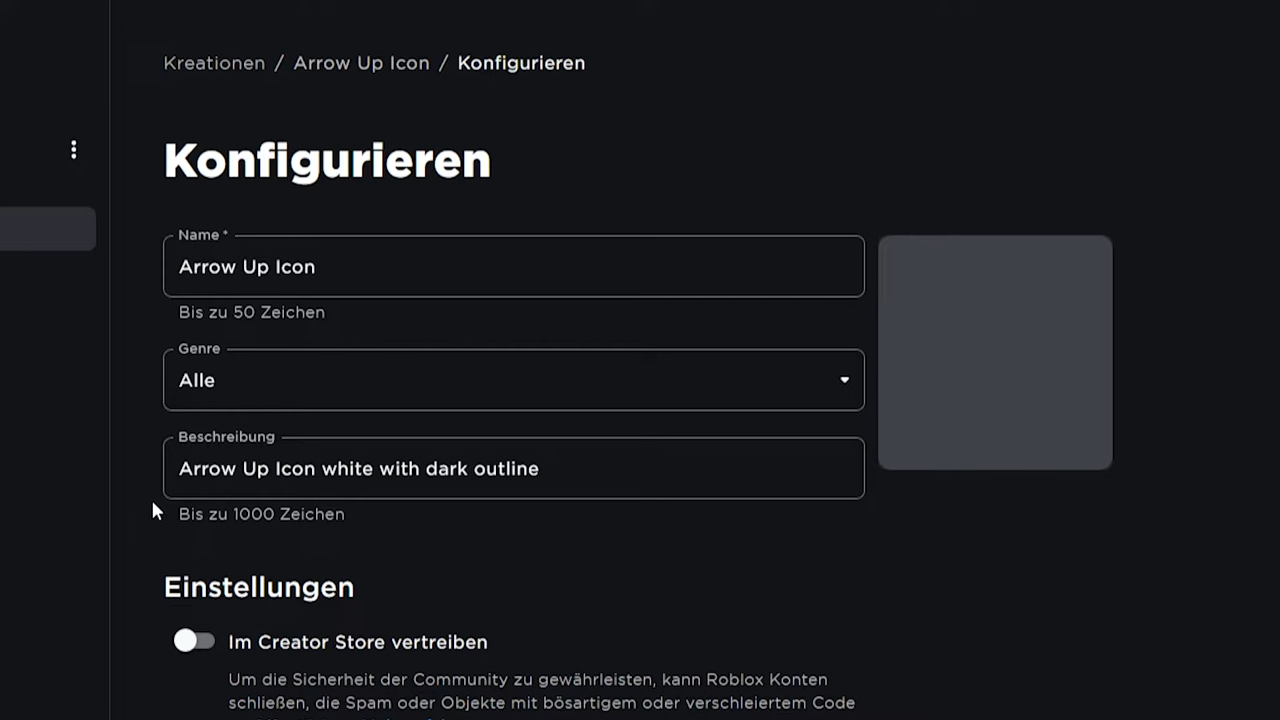 Kreationen / Arrow Up Icon / Konfigurieren
Konfigurieren
Name *
Arrow Up Icon
Bis zu 50 Zeichen
Genre
Alle
Beschreibung
Arrow Up Icon white with dark outline
Bis zu 1000 Zeichen
Einstellungen
Im Creator Store vertreiben
Um die Sicherheit der Community zu gewährleisten, kann Roblox Konten
schließen, die Spam oder Objekte mit bösartigem oder verschleiertem Code